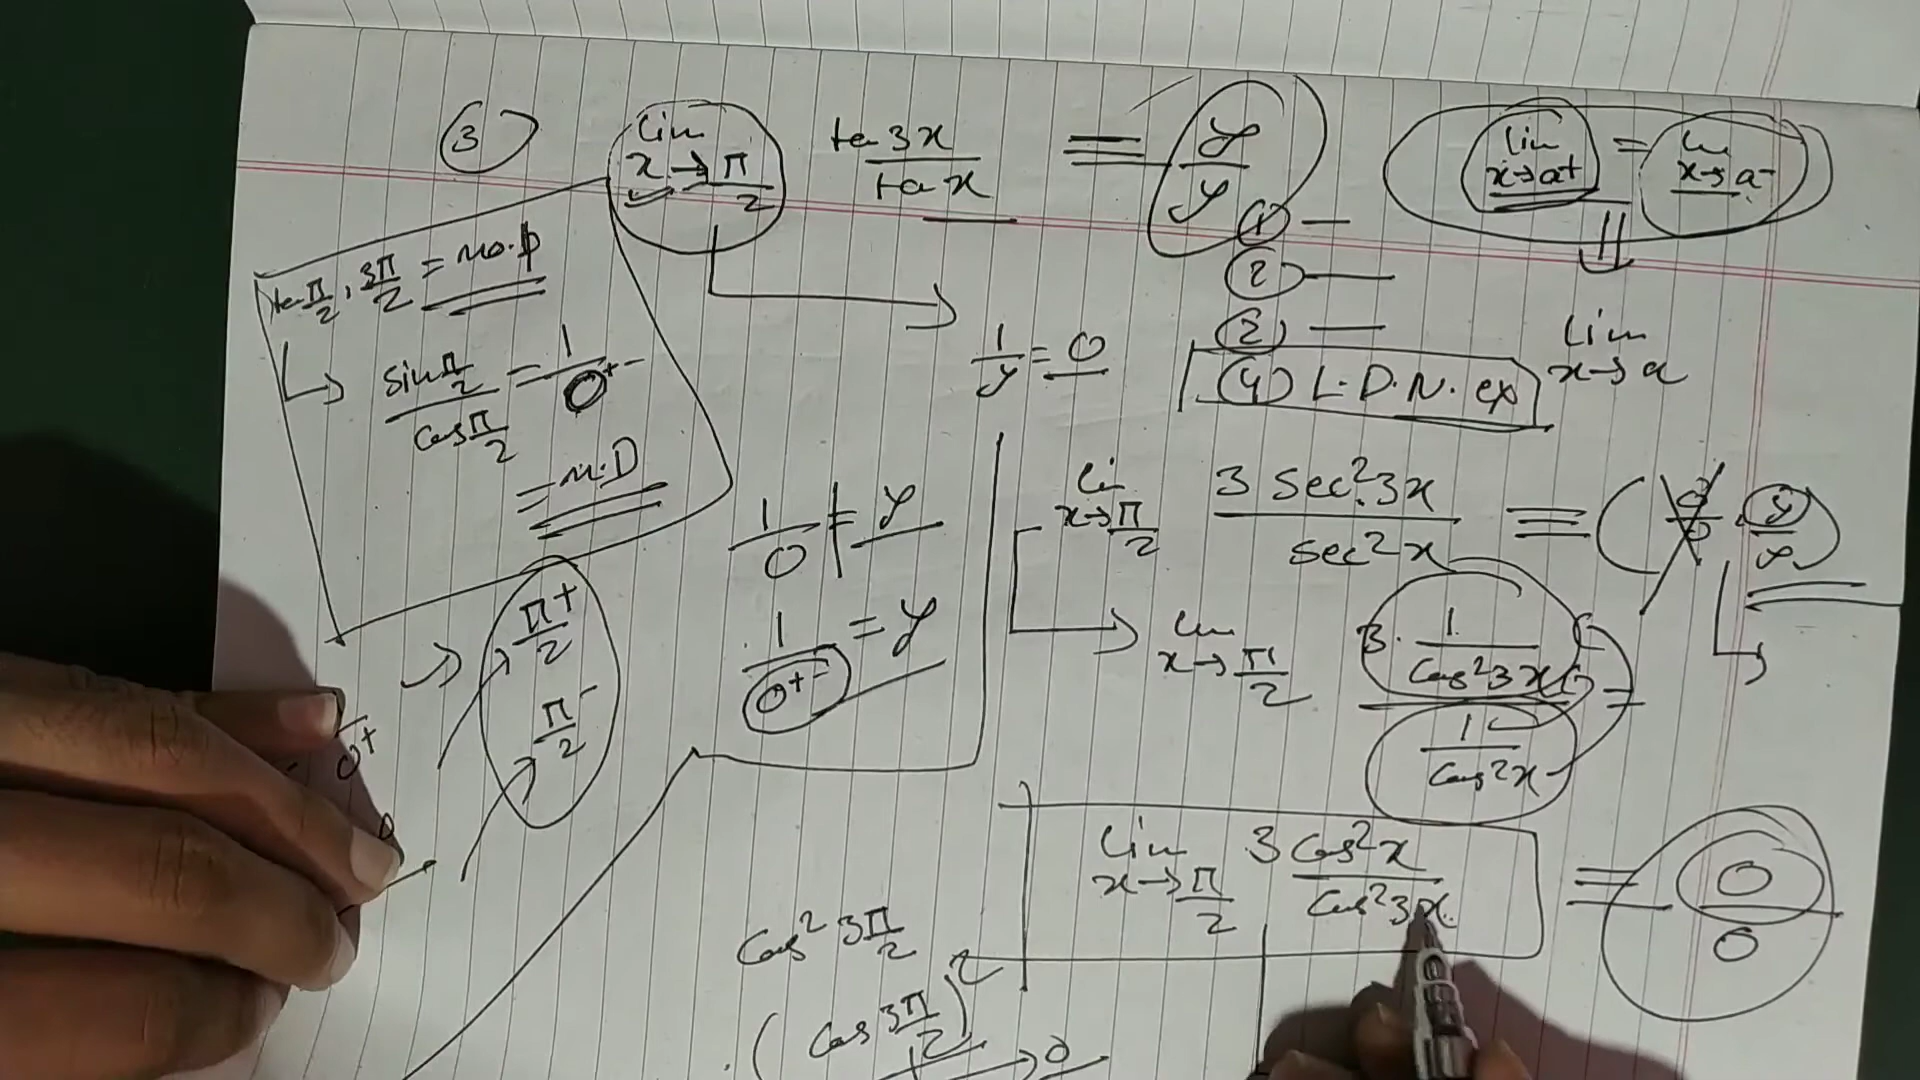 3
lim x→π/2 tan 3x / ta x =
lim x→a+ = lim x→a-
tan π/2, 3π/2 = no.D
sin π/2 / cos π/2 = 1/0+-
= N.D
1 —
2 —
2 —
4 L.D.N.ex
lim x→a
1/y = 0
1/0 = y
1/0+- = y
π/2 +
π/2 -
lim x→π/2 3 sec²3x / sec²x =
lim x→π/2 3. 1/cos²3x / 1/cos²x =
lim x→π/2 3 cos²x / cos²3x = 0/0
0+
cos² 3π/2
(cos 3π/2)² → 0